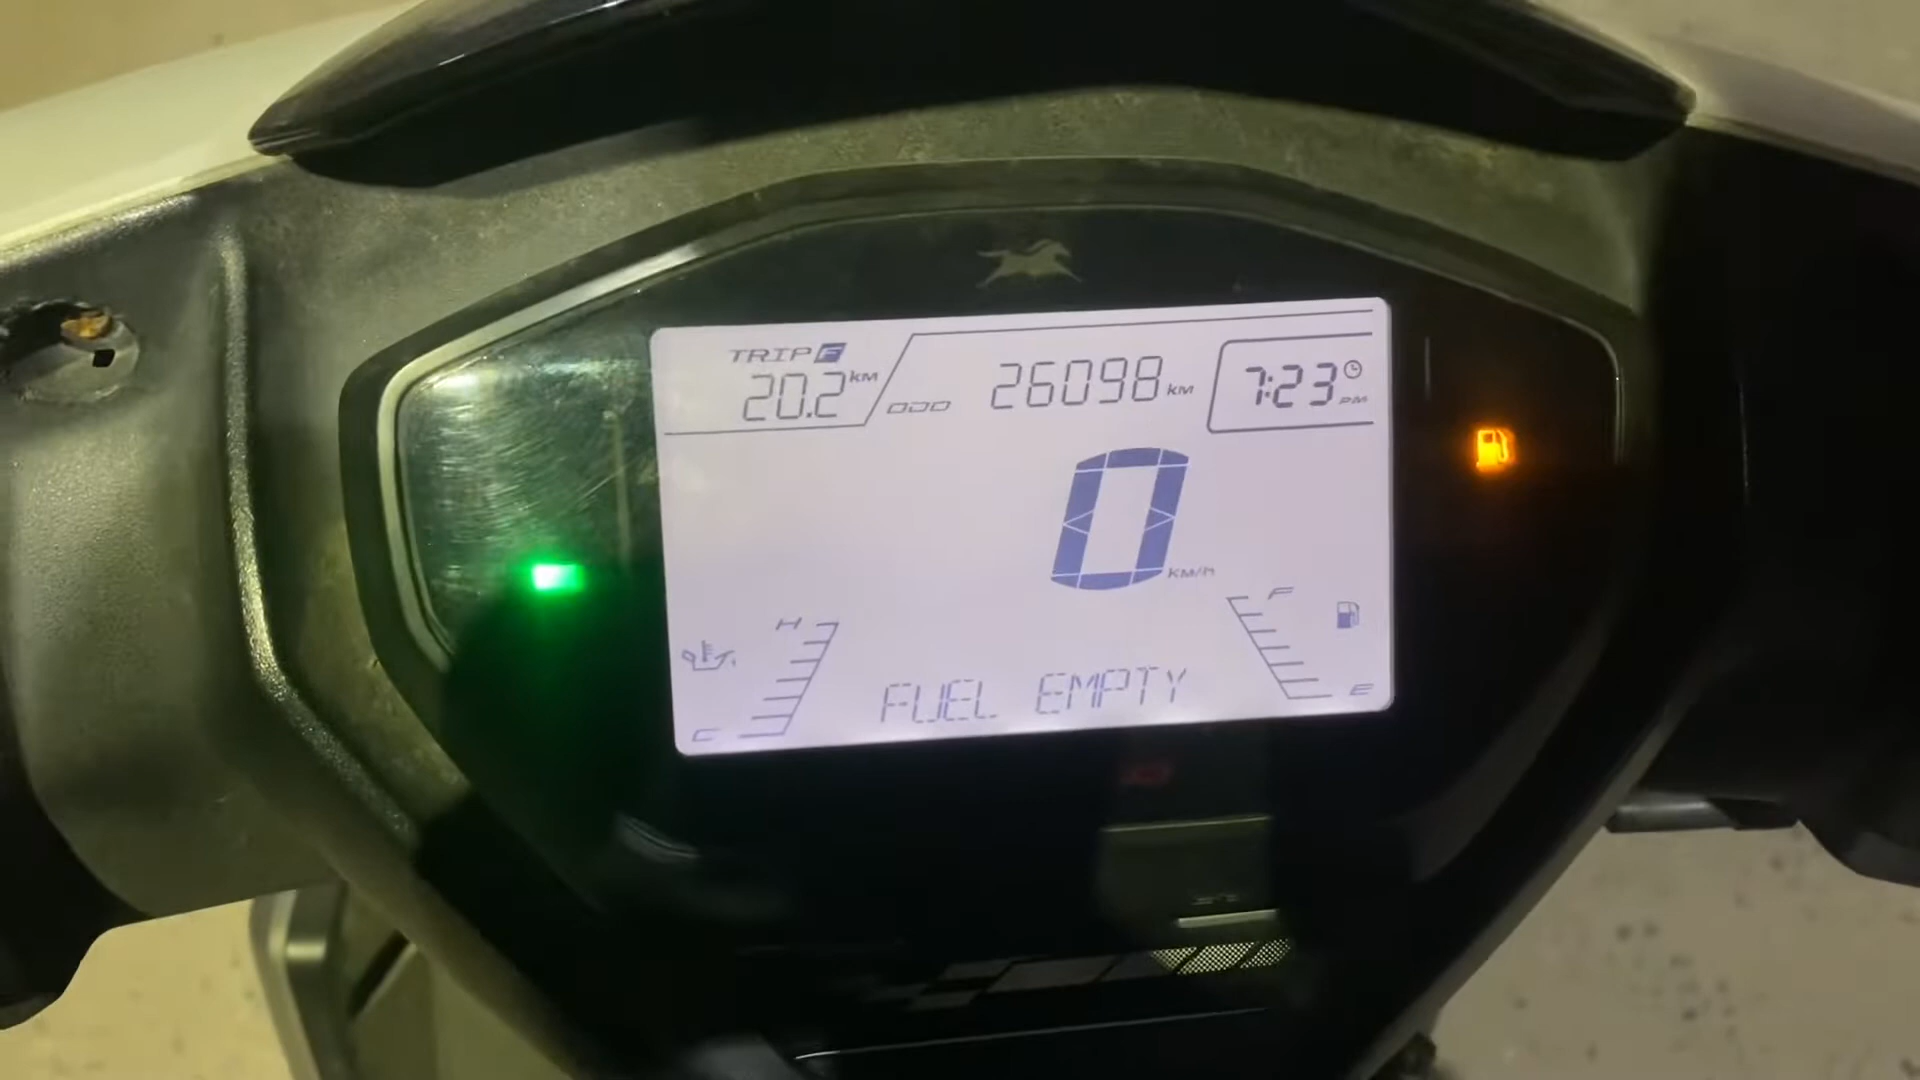 TRIP F
20.2 KM
ODO 26098 KM
7:23 PM
0 KM/h
H
C
F
E
FUEL EMPTY